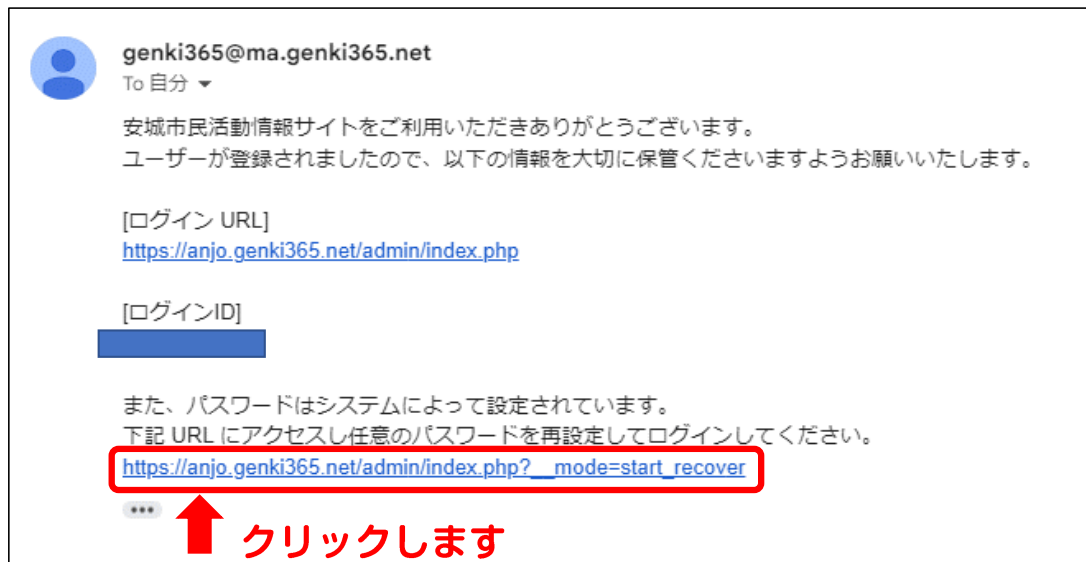 genki365@ma.genki365.net
To 自分
安城市民活動情報サイトをご利用いただきありがとうございます。
ユーザーが登録されましたので、以下の情報を大切に保管くださいますようお願いいたします。
[ログイン URL]
https://anjo.genki365.net/admin/index.php
[ログインID]
また、パスワードはシステムによって設定されています。
下記 URL にアクセスし任意のパスワードを再設定してログインしてください。
https://anjo.genki365.net/admin/index.php?__mode=start_recover
クリックします